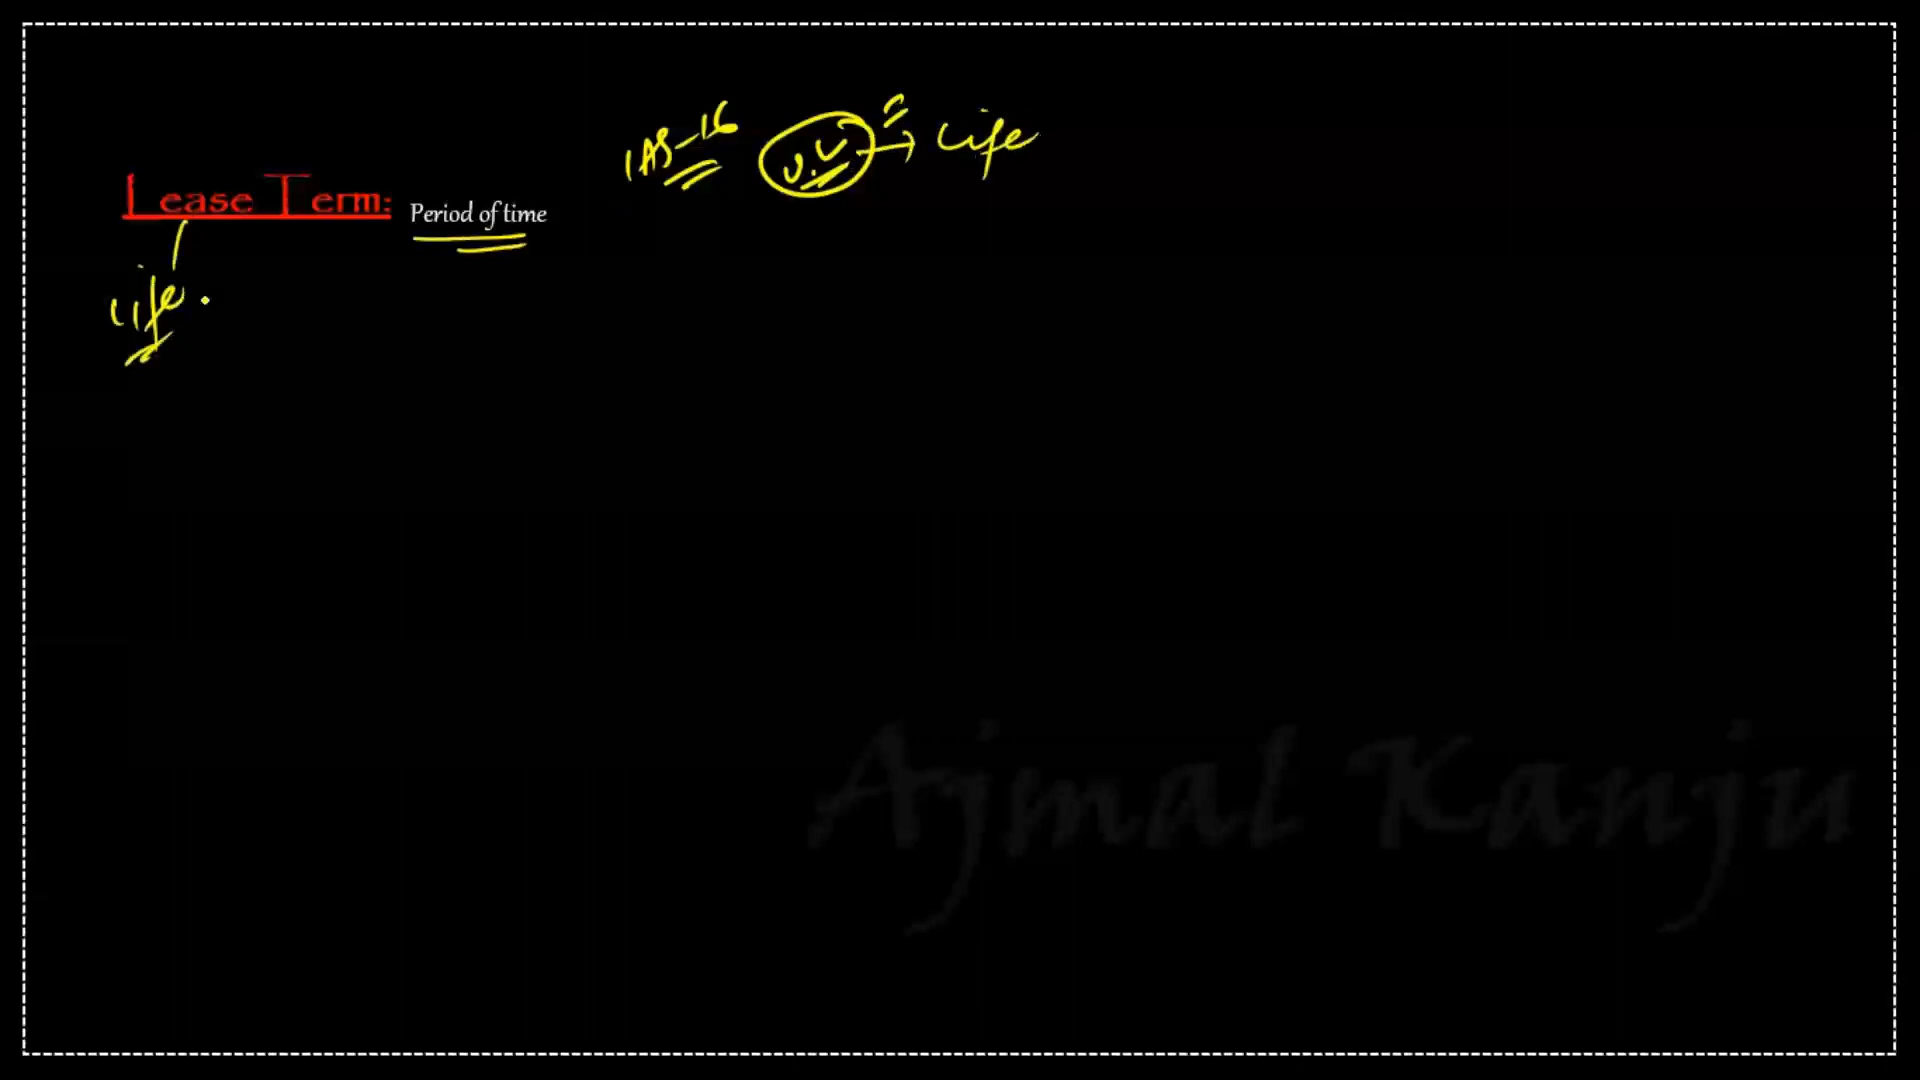 IAS-16 U.V → Life
Lease Term: Period of time
Life.
Ajmal Kanju